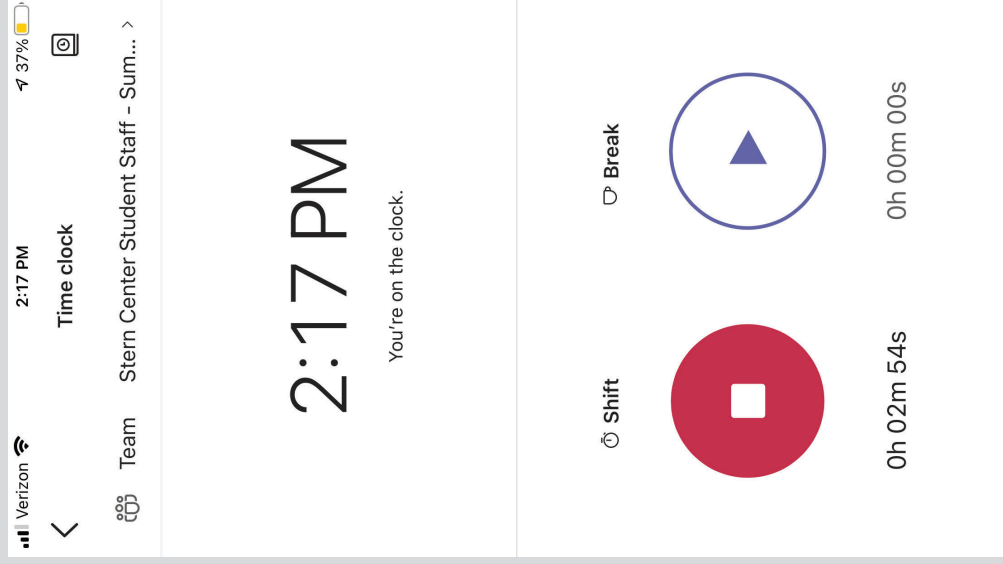 Verizon 2:17 PM 37%
Time clock
Team Stern Center Student Staff - Sum... >
2:17 PM
You're on the clock.
Shift Break
0h 02m 54s 0h 00m 00s